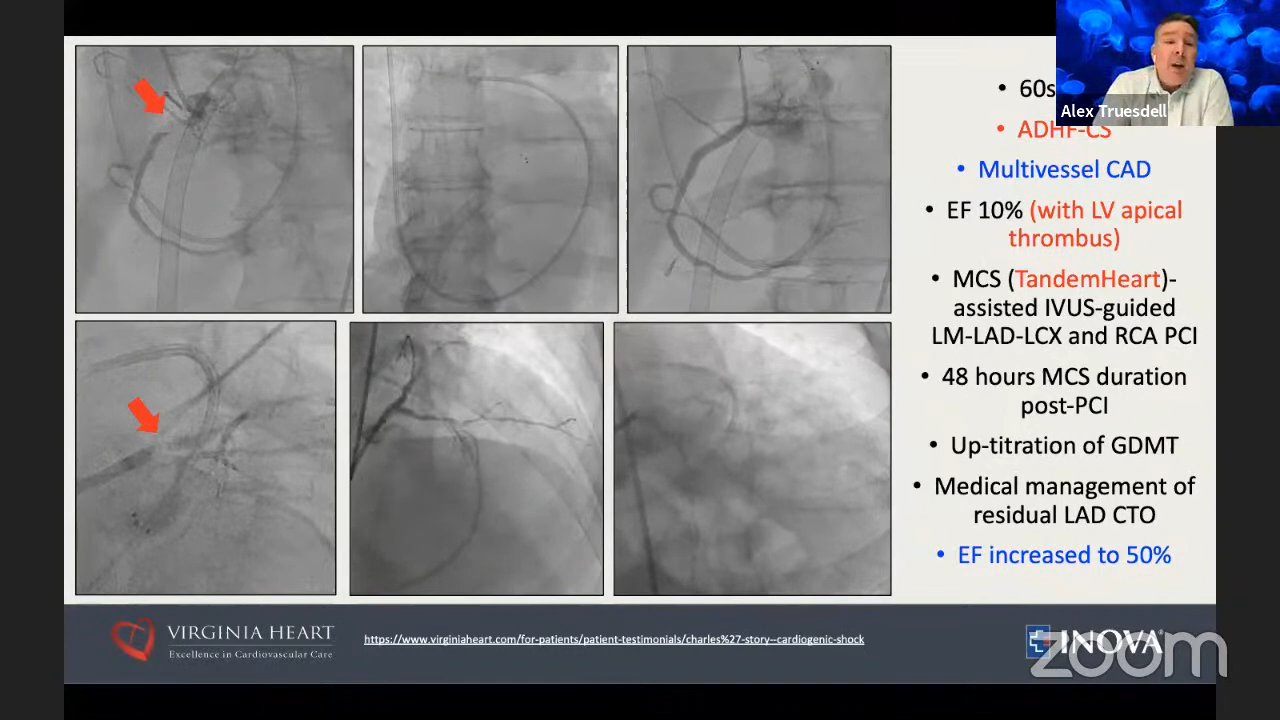 • 60s
Alex Truesdell
• ADHF-CS
• Multivessel CAD
• EF 10% (with LV apical
thrombus)
• MCS (TandemHeart)-
assisted IVUS-guided
LM-LAD-LCX and RCA PCI
• 48 hours MCS duration
post-PCI
• Up-titration of GDMT
• Medical management of
residual LAD CTO
• EF increased to 50%
VIRGINIA HEART
Excellence in Cardiovascular Care
https://www.virginiaheart.com/for-patients/patient-testimonials/charles%27-story--cardiogenic-shock
INOVA
zoom